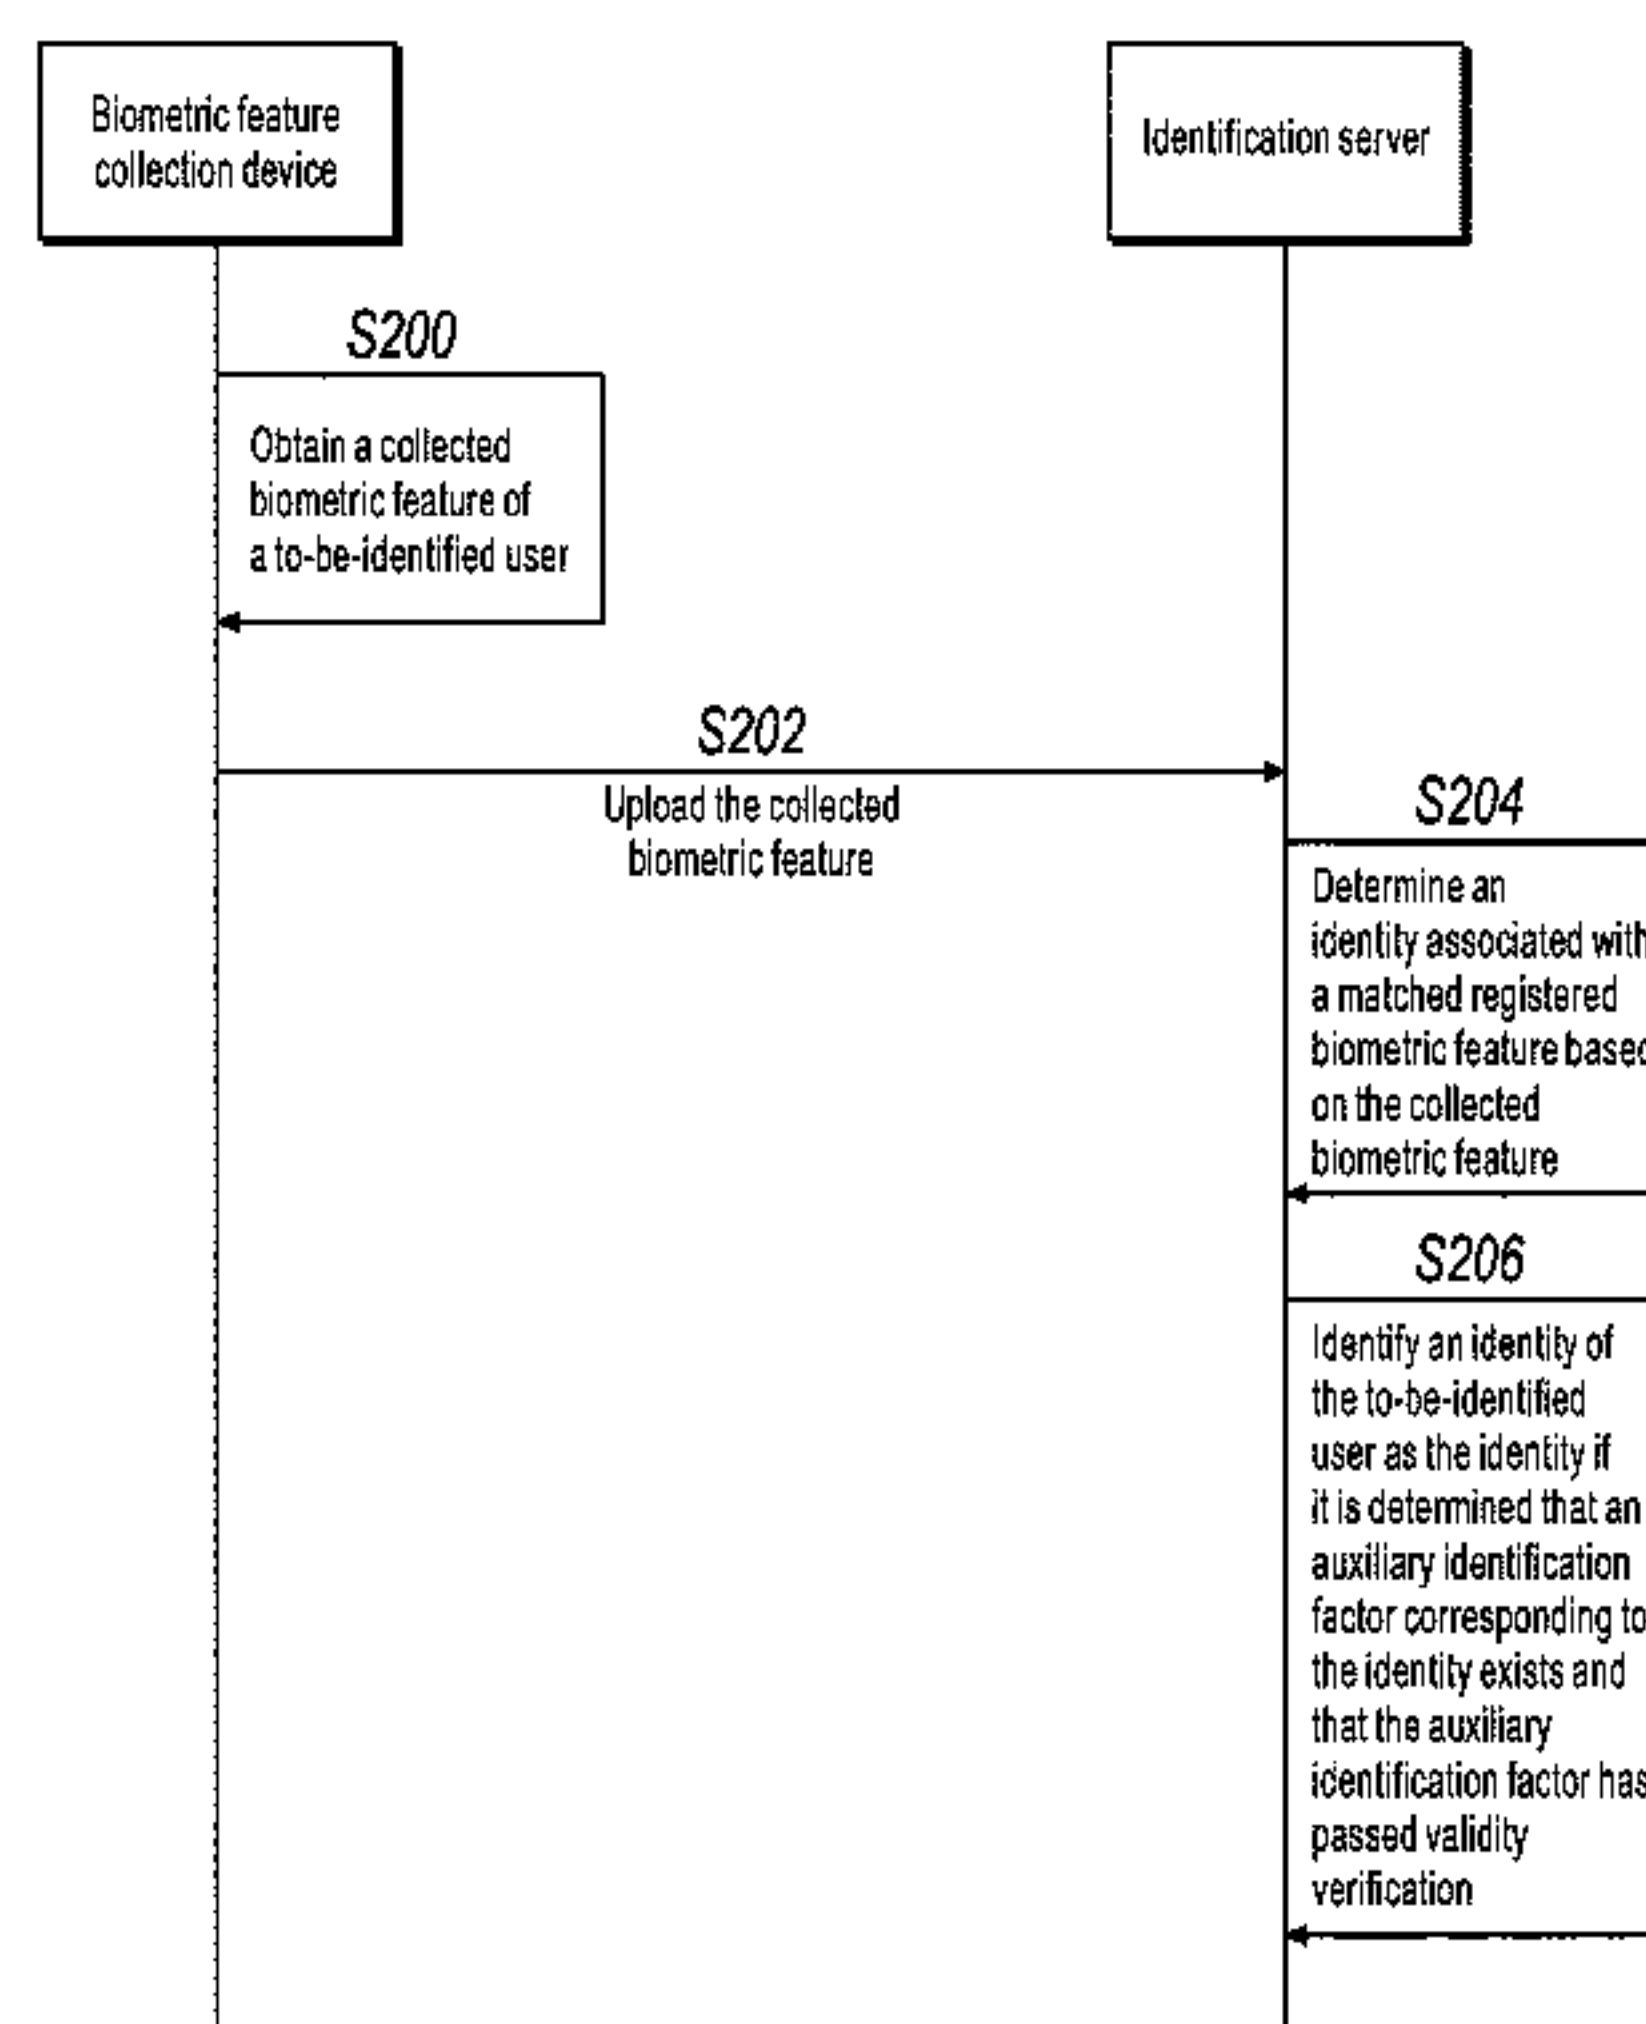 Biometric feature
collection device
Identification server
S200
Obtain a collected
biometric feature of
a to-be-identified user
S202
Upload the collected
biometric feature
S204
Determine an
identity associated with
a matched registered
biometric feature based
on the collected
biometric feature
S206
Identify an identity of
the to-be-identified
user as the identity if
it is determined that an
auxiliary identification
factor corresponding to
the identity exists and
that the auxiliary
identification factor has
passed validity
verification